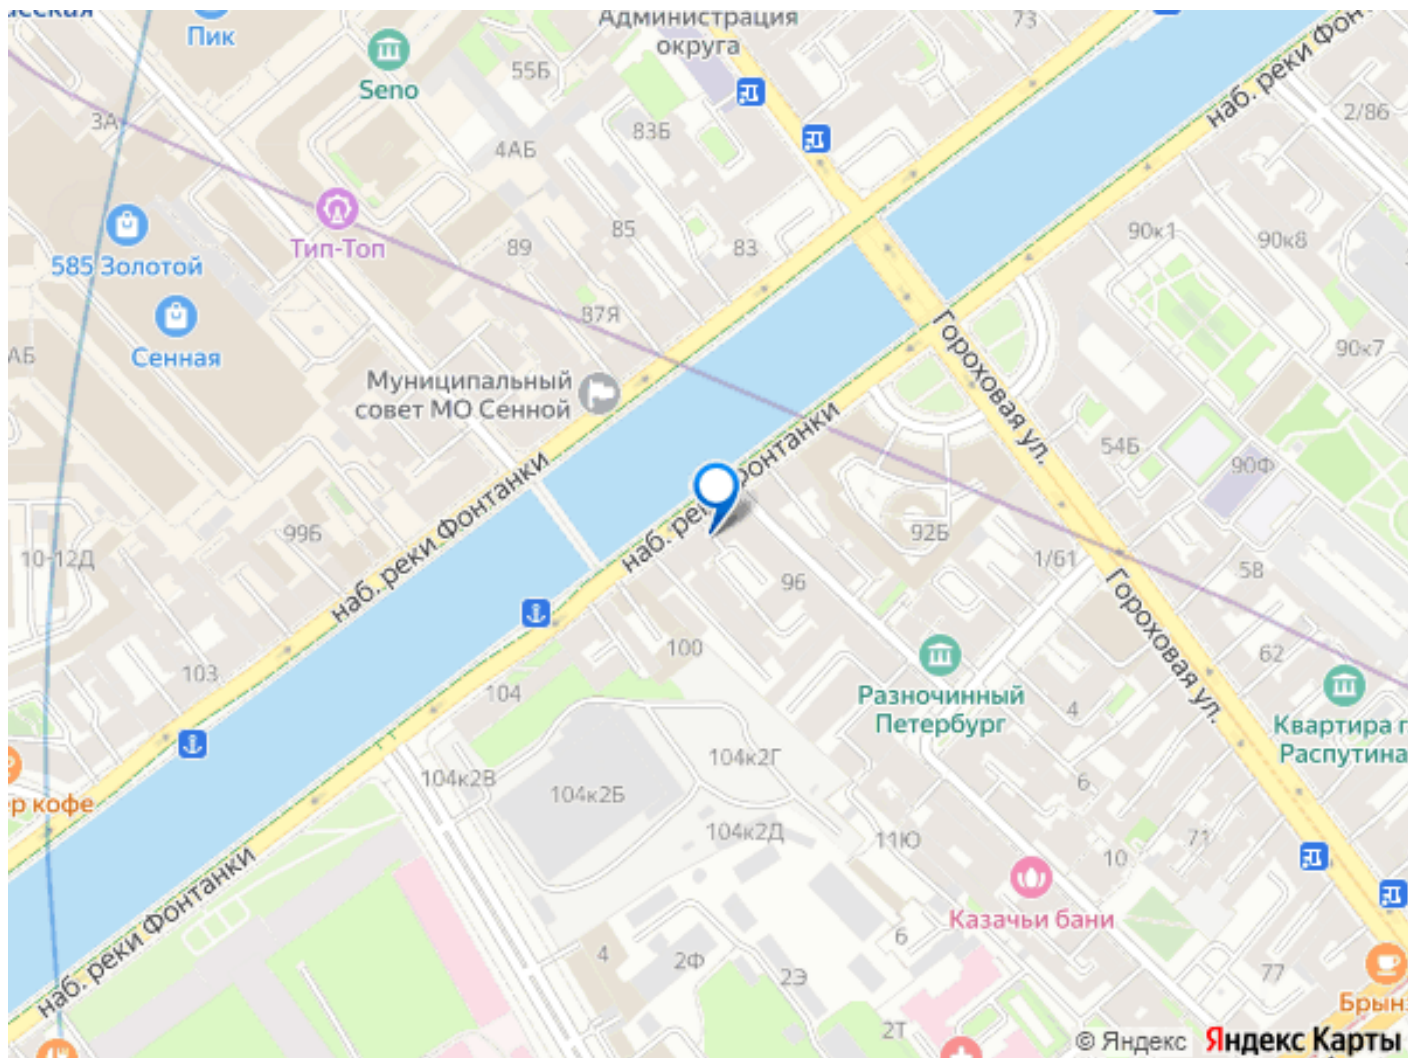 Пик
Seno
Администрация
округа
73
55Б
3А
4АБ
83Б
наб. реки
2/86
585 Золотой
Тип-Топ
89
85
83
90к1
90к8
Сенная
87Я
90к7
Муниципальный
совет МО Сенной
Гороховая ул.
54Б
90Ф
наб. реки Фонтанки
99Б
10-12Д
наб. реки Фонтанки
96
92Б
1/61
58
103
100
104
Разночинный
Петербург
4
62
Гороховая ул.
Квартира
Распутина
104к2В
104к2Б
104к2Г
104к2Д
6
71
р кофе
11Ю
10
Казачьи бани
наб. реки Фонтанки
4
2Ф
2Э
6
77
2Т
Брын
© Яндекс Яндекс Карты